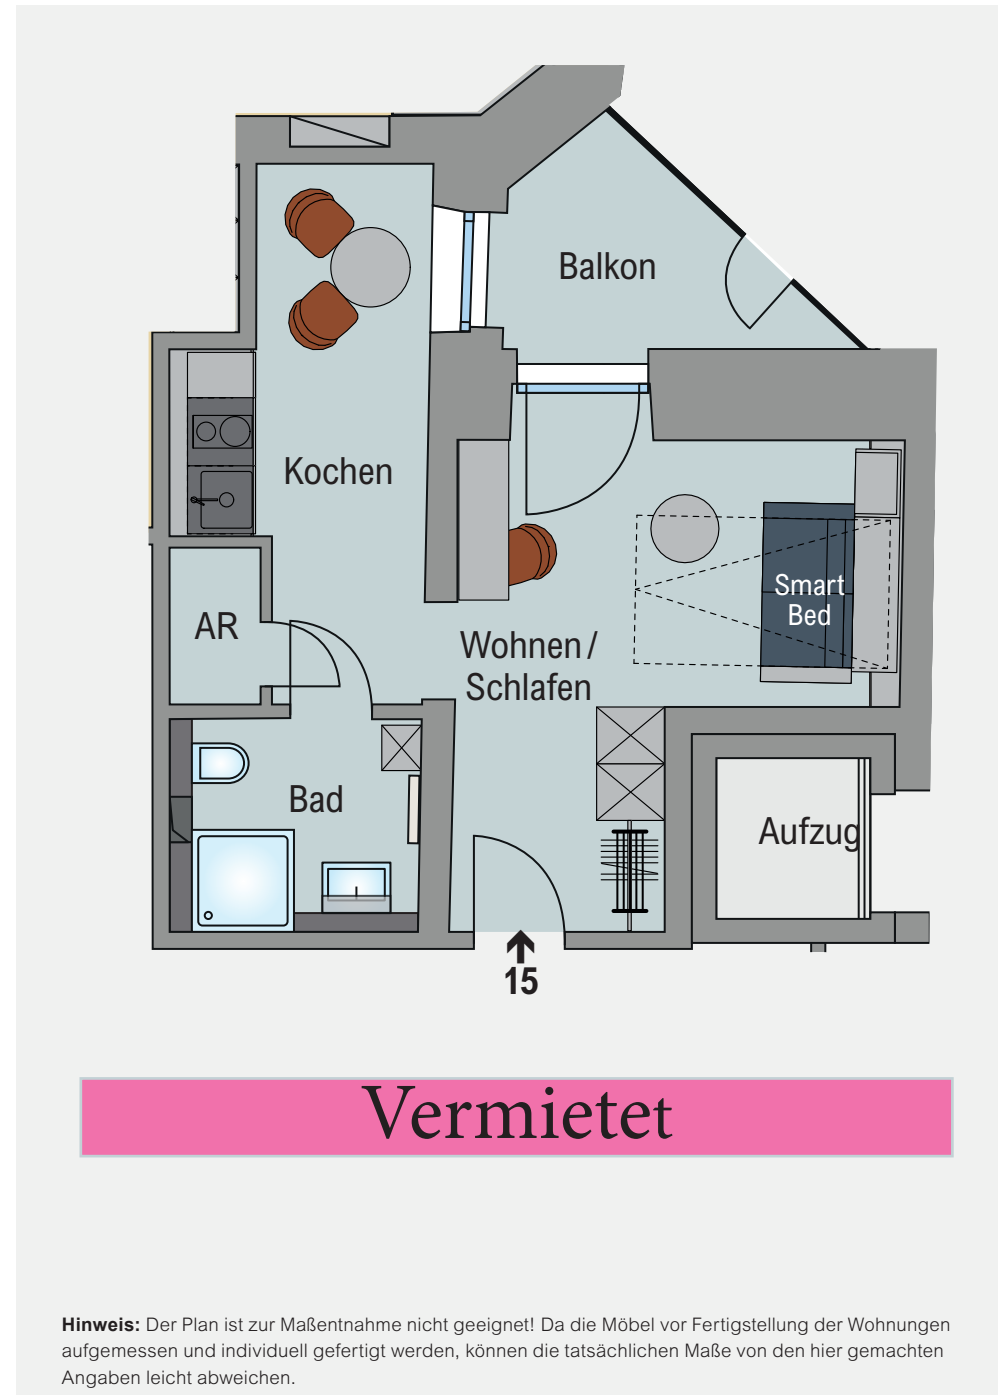 Balkon
Kochen
Smart
Bed
AR
Wohnen /
Schlafen
Bad
Aufzug
15
Vermietet
Hinweis: Der Plan ist zur Maßentnahme nicht geeignet! Da die Möbel vor Fertigstellung der Wohnungen
aufgemessen und individuell gefertigt werden, können die tatsächlichen Maße von den hier gemachten
Angaben leicht abweichen.